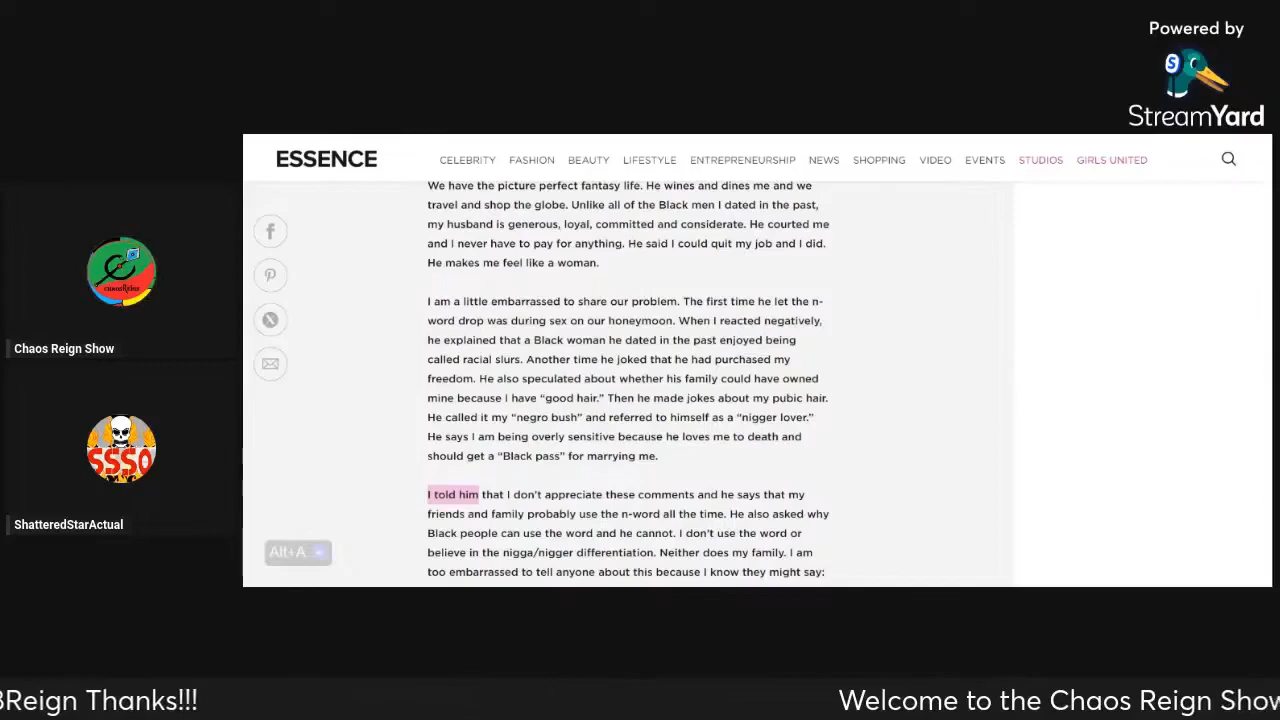 Powered by
S
StreamYard
ESSENCE
CELEBRITY FASHION BEAUTY LIFESTYLE ENTREPRENEURSHIP NEWS SHOPPING VIDEO EVENTS STUDIOS GIRLS UNITED
We have the picture perfect fantasy life. He wines and dines me and we
travel and shop the globe. Unlike all of the Black men I dated in the past,
my husband is generous, loyal, committed and considerate. He courted me
and I never have to pay for anything. He said I could quit my job and I did.
He makes me feel like a woman.
I am a little embarrassed to share our problem. The first time he let the n-
word drop was during sex on our honeymoon. When I reacted negatively,
he explained that a Black woman he dated in the past enjoyed being
called racial slurs. Another time he joked that he had purchased my
freedom. He also speculated about whether his family could have owned
mine because I have “good hair.” Then he made jokes about my pubic hair.
He called it my “negro bush” and referred to himself as a “nigger lover.”
He says I am being overly sensitive because he loves me to death and
should get a “Black pass” for marrying me.
I told him that I don’t appreciate these comments and he says that my
friends and family probably use the n-word all the time. He also asked why
Black people can use the word and he cannot. I don’t use the word or
believe in the nigga/nigger differentiation. Neither does my family. I am
too embarrassed to tell anyone about this because I know they might say:
Alt+A
chaosReign
Chaos Reign Show
SSSO
ShatteredStarActual
3Reign Thanks!!!
Welcome to the Chaos Reign Show